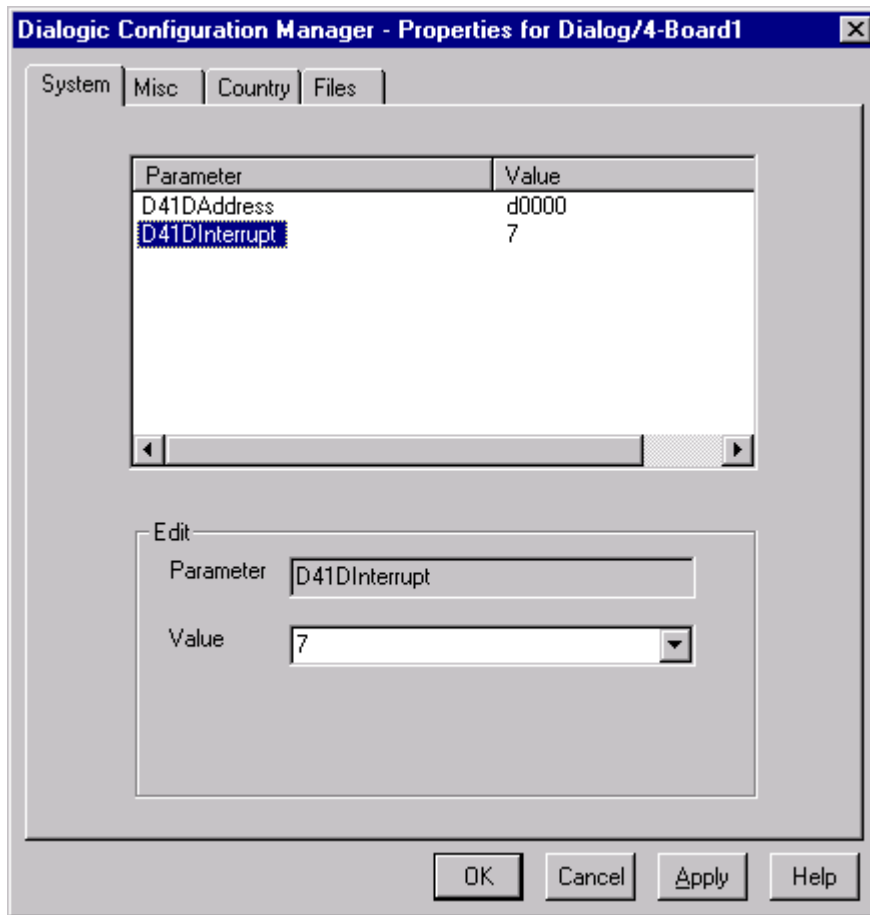 Dialogic Configuration Manager - Properties for Dialog/4-Board1
System Misc Country Files
Parameter Value
D41DAddress d0000
D41DInterrupt 7
Edit
Parameter D41DInterrupt
Value 7
OK Cancel Apply Help